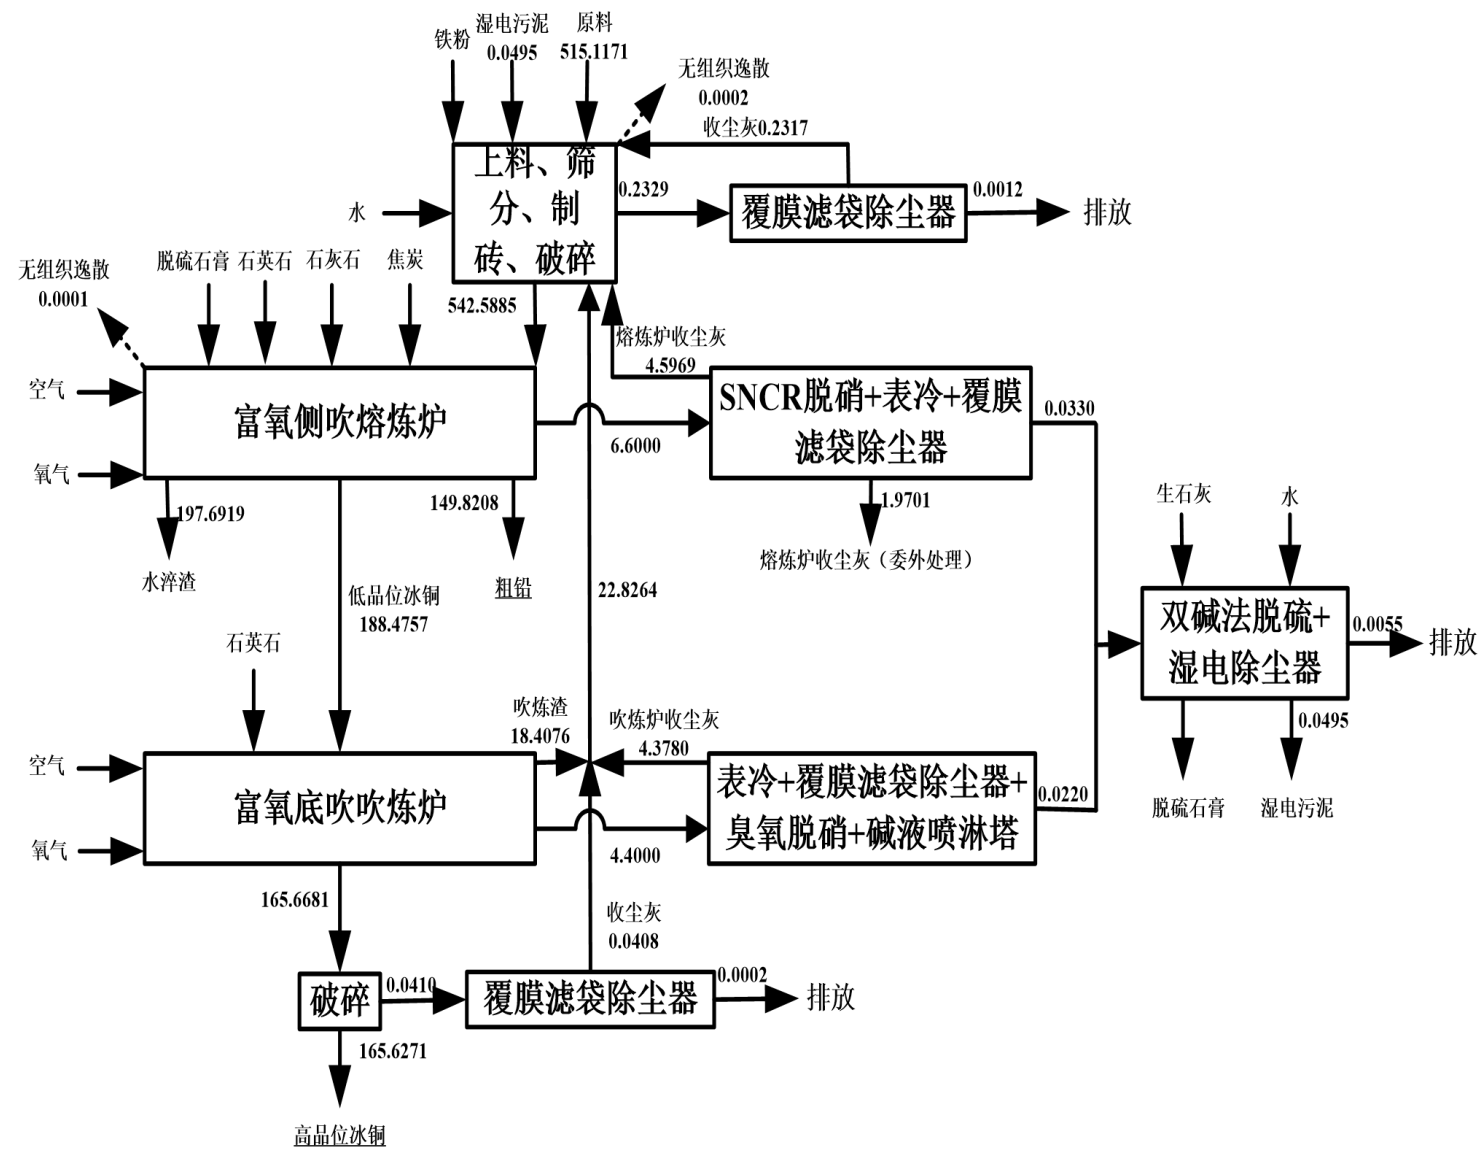 铁粉
湿电污泥
0.0495
原料
515.1171
无组织逸散
0.0002
收尘灰0.2317
上料、筛
分、制
砖、破碎
水
0.2329
覆膜滤袋除尘器
0.0012
排放
无组织逸散
0.0001
脱硫石膏
石英石
石灰石
焦炭
542.5885
熔炼炉收尘灰
4.5969
空气
氧气
富氧侧吹熔炼炉
6.6000
SNCR脱硝+表冷+覆膜
滤袋除尘器
0.0330
197.6919
水淬渣
149.8208
粗铅
1.9701
熔炼炉收尘灰（委外处理）
低品位冰铜
188.4757
22.8264
生石灰
水
双碱法脱硫+
湿电除尘器
0.0055
排放
0.0495
脱硫石膏
湿电污泥
石英石
空气
氧气
富氧底吹吹炼炉
吹炼渣
18.4076
吹炼炉收尘灰
4.3780
4.4000
表冷+覆膜滤袋除尘器+
臭氧脱硝+碱液喷淋塔
0.0220
165.6681
收尘灰
0.0408
破碎
0.0410
覆膜滤袋除尘器
0.0002
排放
165.6271
高品位冰铜